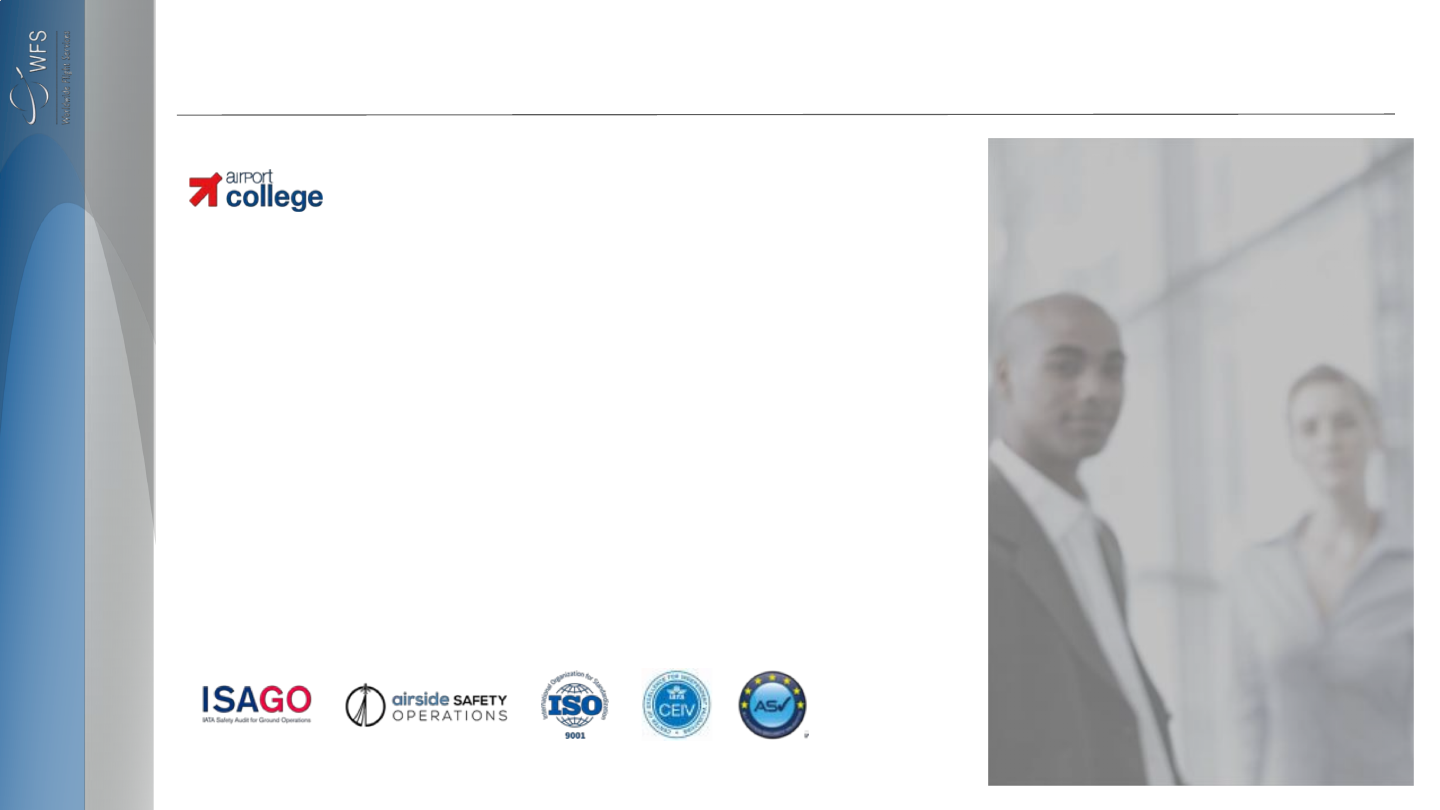 WFS
Worldwide Flight Services
airport
college
ISAGO
IATA Safety Audit for Ground Operations
airside SAFETY
OPERATIONS
International Organization for Standardization
ISO
9001
CENTER OF EXCELLENCE FOR INDEPENDENT VALIDATORS
IATA
CEIV
AS